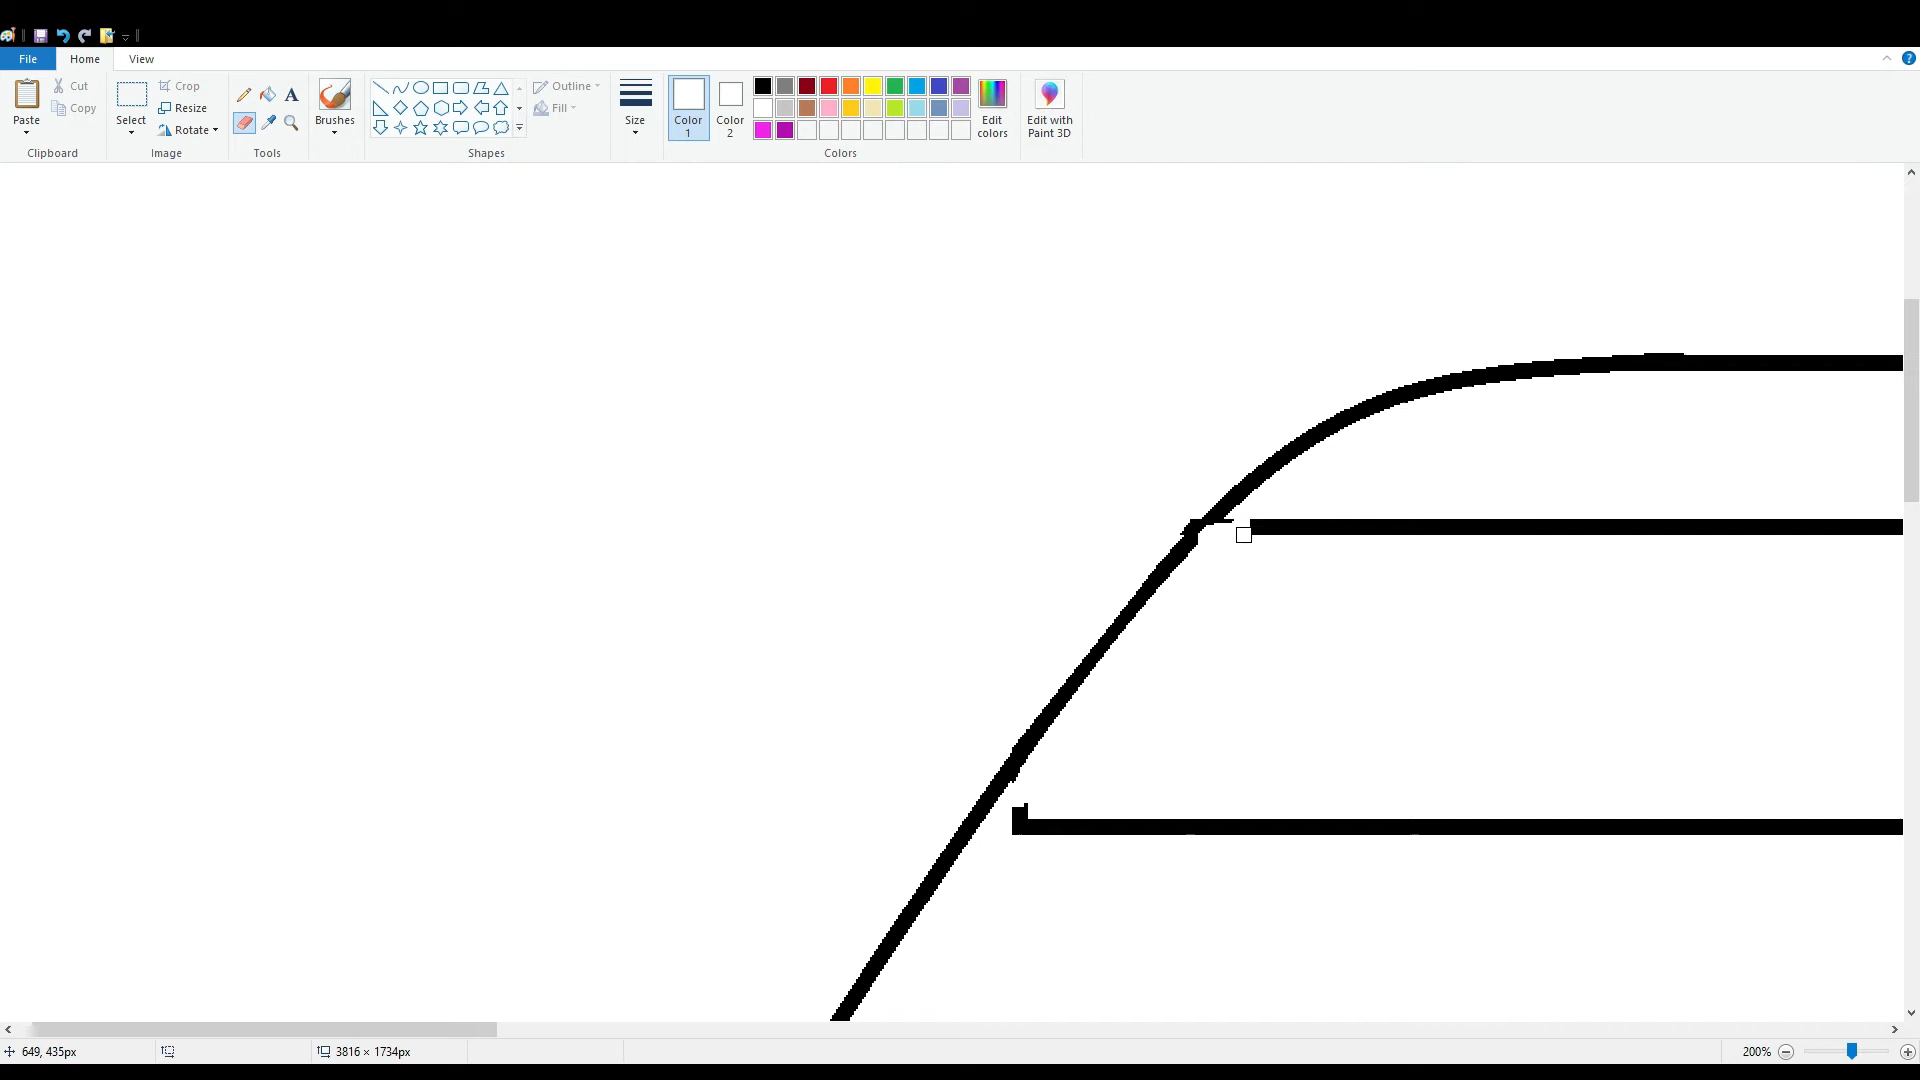 File Home View
Paste Cut Copy Clipboard
Select Crop Resize Rotate Image
A Tools
Brushes
Outline Fill Shapes
Size
Color 1 Color 2 Edit colors Colors
Edit with Paint 3D
?
649, 435px 3816 × 1734px 200%